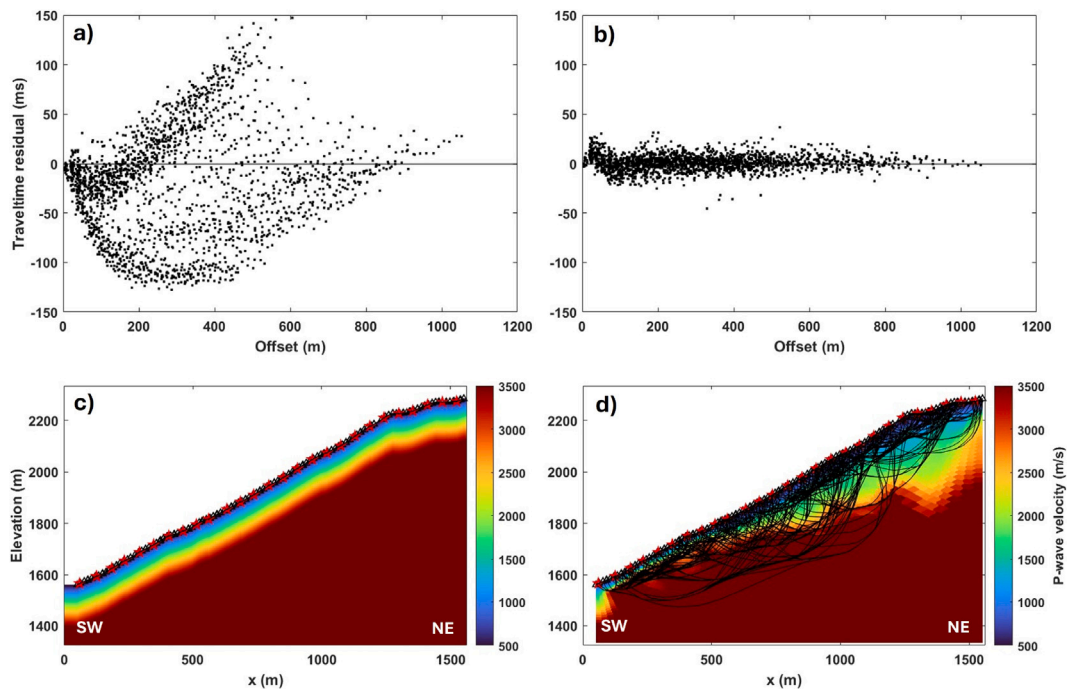 a)
b)
150
100
50
0
-50
-100
-150
Traveltime residual (ms)
0 200 400 600 800 1000 1200
Offset (m)
150
100
50
0
-50
-100
-150
0 200 400 600 800 1000 1200
Offset (m)
c)
2200
2000
1800
1600
1400
Elevation (m)
SW
NE
0 500 1000 1500
x (m)
3500
3000
2500
2000
1500
1000
500
d)
2200
2000
1800
1600
1400
SW
NE
0 500 1000 1500
x (m)
3500
3000
2500
2000
1500
1000
500
P-wave velocity (m/s)